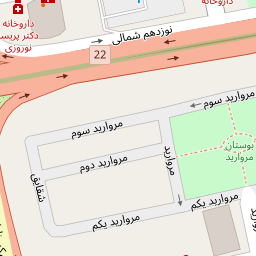 داروخانه
دکتر پریسا
نوروزی
داروخانه
نوزدهم شمالی
22
مروارید سوم
مروارید سوم
مروارید دوم
مروارید
بوستان
مروارید
شقایق
مروارید یکم
مروارید یکم